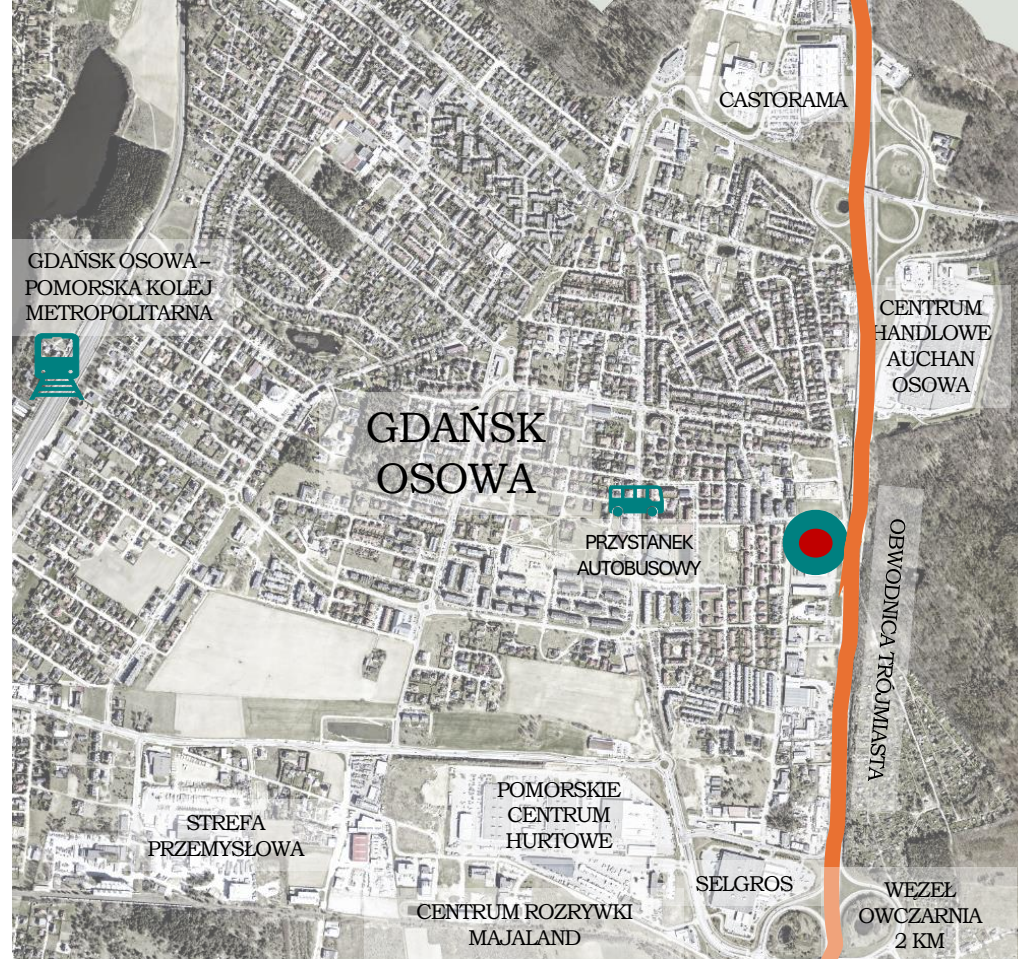 CASTORAMA
GDAŃSK OSOWA –
POMORSKA KOLEJ
METROPOLITARNA
CENTRUM
HANDLOWE
AUCHAN
OSOWA
GDAŃSK
OSOWA
PRZYSTANEK
AUTOBUSOWY
OBWODNICA TRÓJMIASTA
POMORSKIE
CENTRUM
HURTOWE
STREFA
PRZEMYSŁOWA
SELGROS
CENTRUM ROZRYWKI
MAJALAND
WĘZEŁ
OWCZARNIA
2 KM